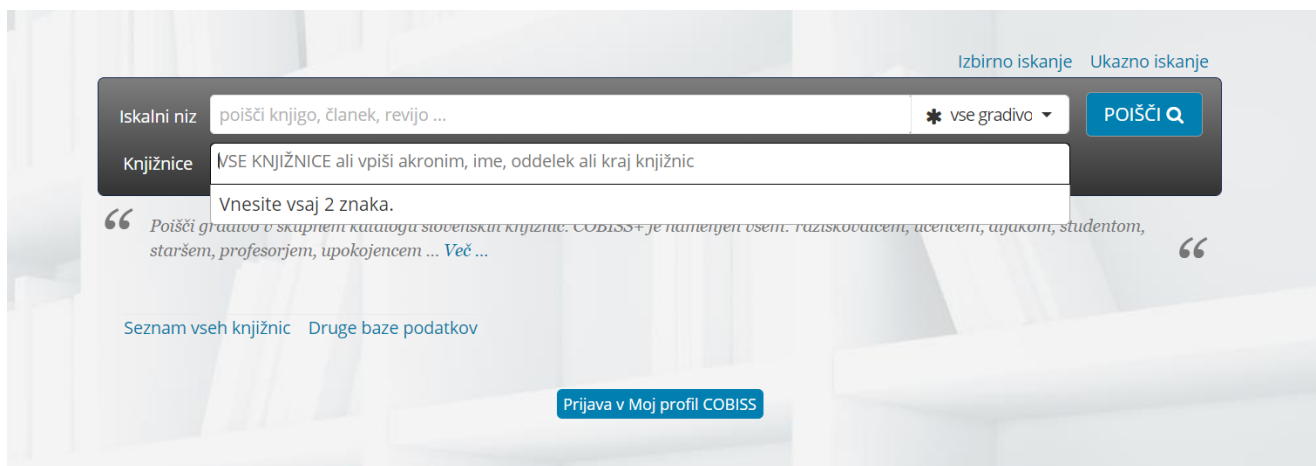 Izbirno iskanje Ukazno iskanje
Iskalni niz poišči knjigo, članek, revijo ... vse gradivo POIŠČI
Knjižnice VSE KNJIŽNICE ali vpiši akronim, ime, oddelek ali kraj knjižnic
Vnesite vsaj 2 znaka.
“ Poišči gradivo v skupnem katalogu slovenskih knjižnic. COBISS+ je namenjen vsem: raziskovalcem, učencem, dijakom, študentom,
staršem, profesorjem, upokojencem ... Več ... “
Seznam vseh knjižnic Druge baze podatkov
Prijava v Moj profil COBISS